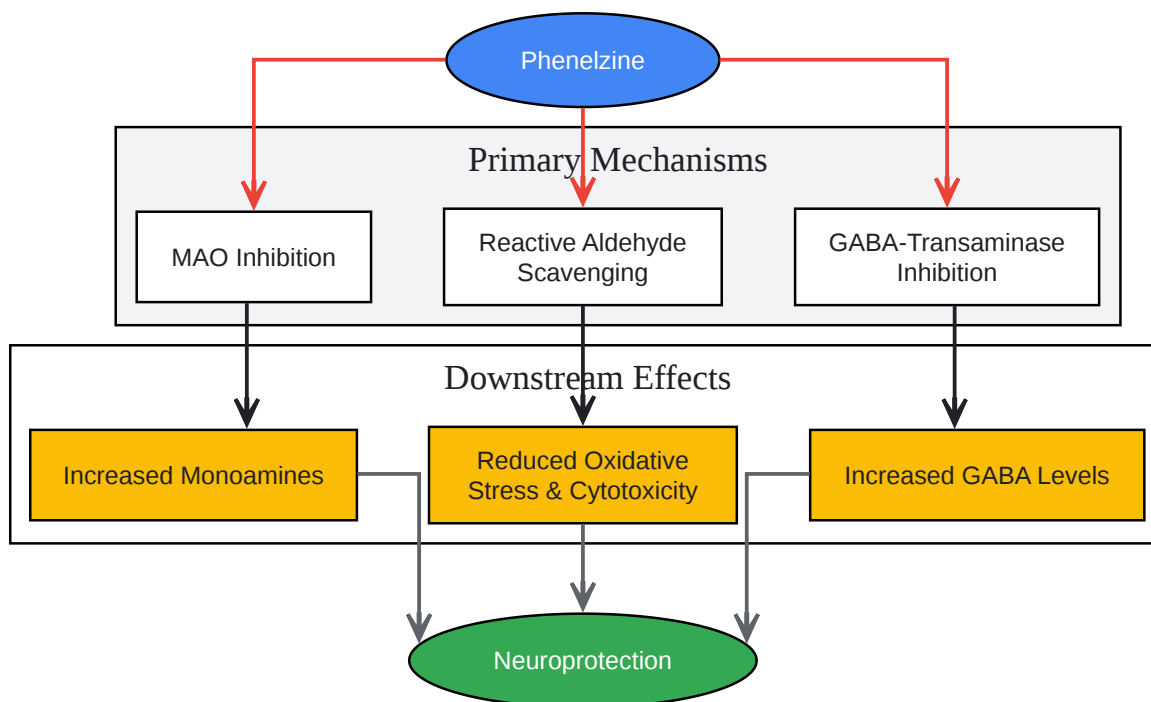 Phenelzine
Primary Mechanisms
MAO Inhibition
Reactive Aldehyde
Scavenging
GABA-Transaminase
Inhibition
Downstream Effects
Increased Monoamines
Reduced Oxidative
Stress & Cytotoxicity
Increased GABA Levels
Neuroprotection